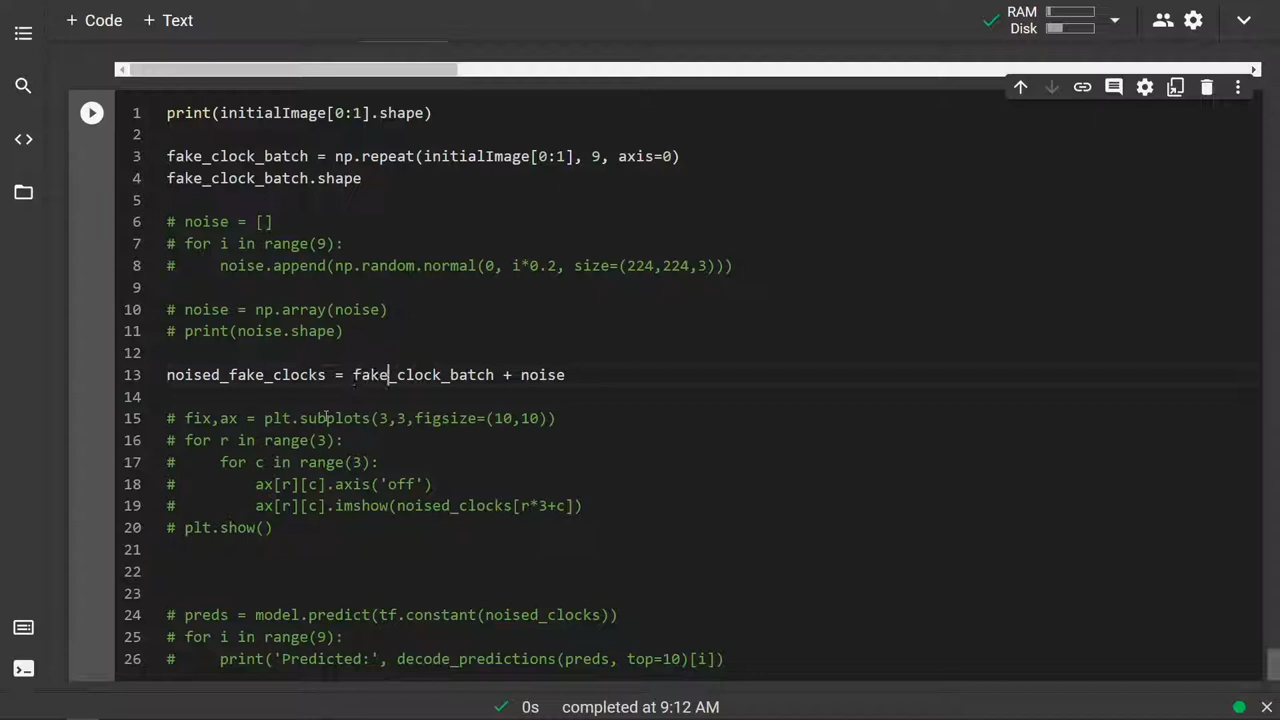 + Code + Text
RAM
Disk
1 print(initialImage[0:1].shape)
2
3 fake_clock_batch = np.repeat(initialImage[0:1], 9, axis=0)
4 fake_clock_batch.shape
5
6 # noise = []
7 # for i in range(9):
8 #     noise.append(np.random.normal(0, i*0.2, size=(224,224,3)))
9
10 # noise = np.array(noise)
11 # print(noise.shape)
12
13 noised_fake_clocks = fake_clock_batch + noise
14
15 # fix,ax = plt.subplots(3,3,figsize=(10,10))
16 # for r in range(3):
17 #     for c in range(3):
18 #         ax[r][c].axis('off')
19 #         ax[r][c].imshow(noised_clocks[r*3+c])
20 # plt.show()
21
22
23
24 # preds = model.predict(tf.constant(noised_clocks))
25 # for i in range(9):
26 #     print('Predicted:', decode_predictions(preds, top=10)[i])
0s completed at 9:12 AM